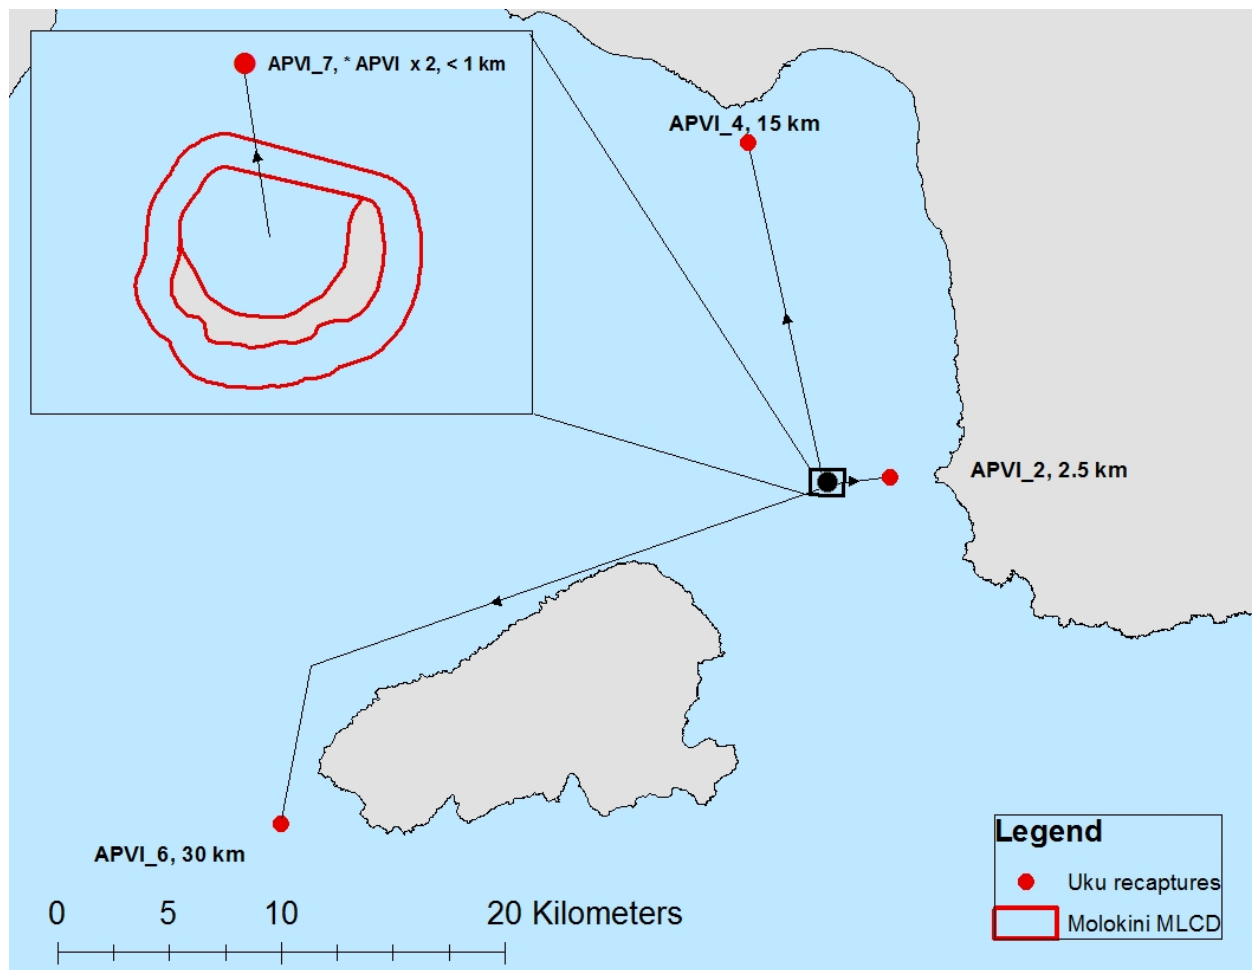 APVI_7, * APVI x 2, < 1 km
APVI_4, 15 km
APVI_2, 2.5 km
APVI_6, 30 km
Legend
Uku recaptures
Molokini MLCD
0 5 10 20 Kilometers